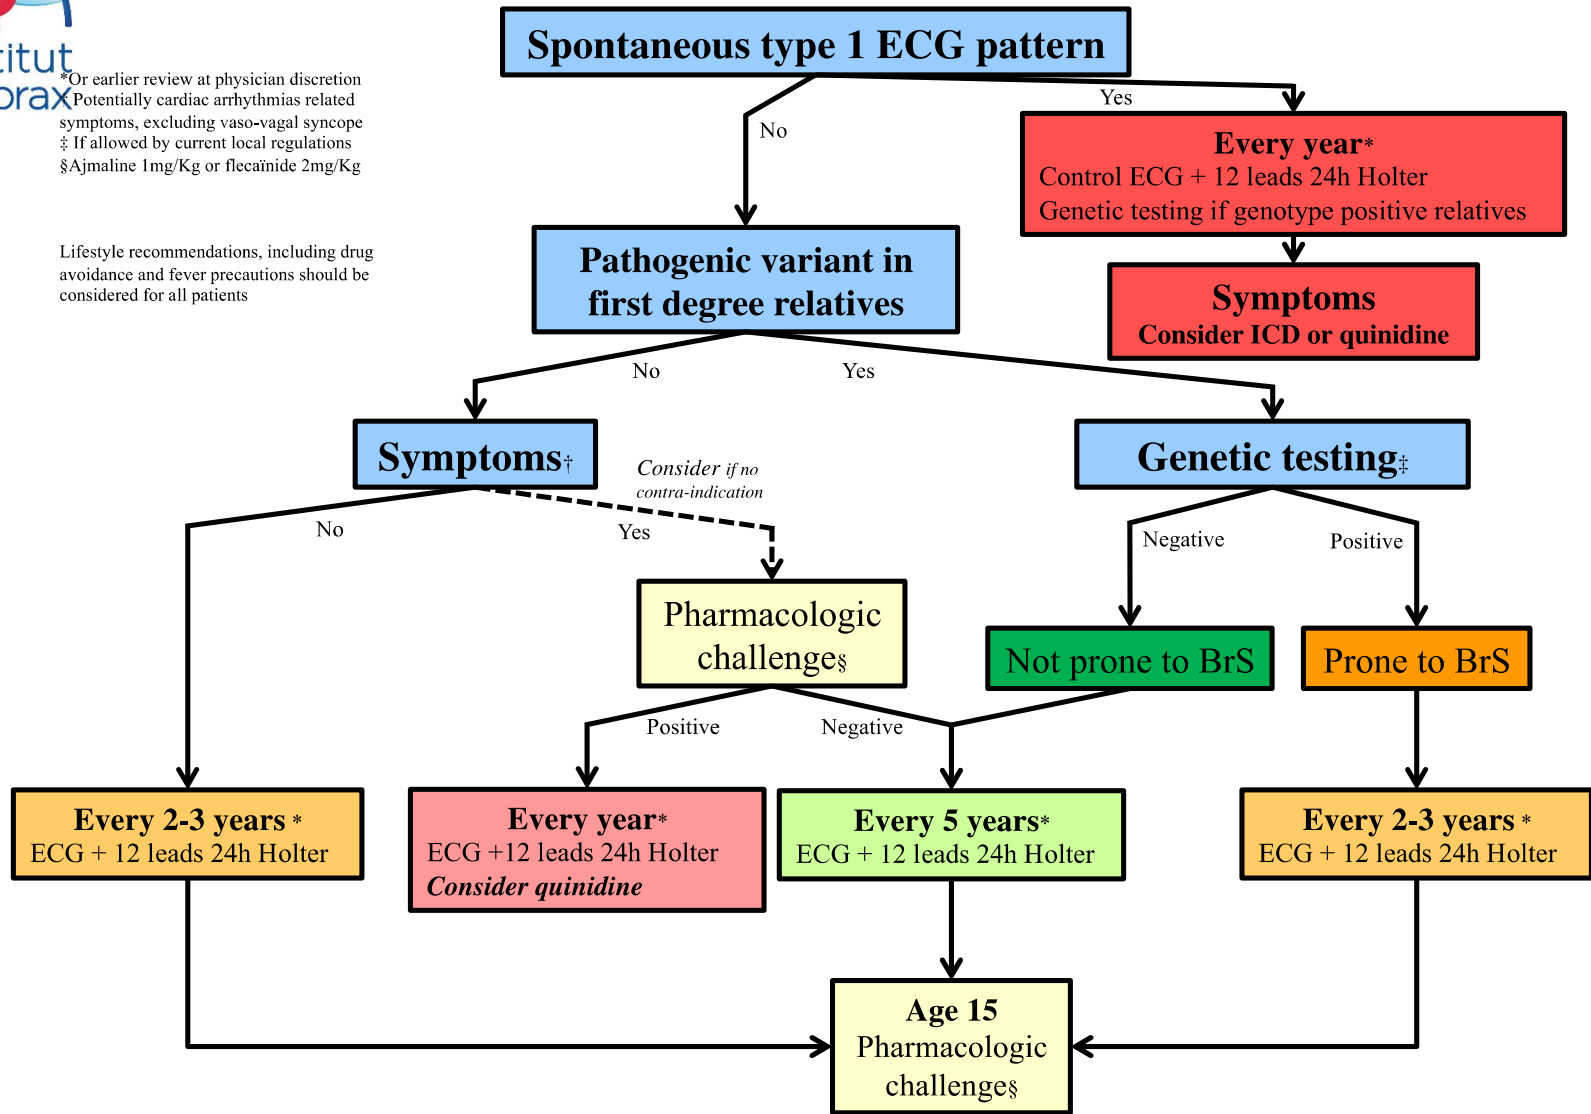 Spontaneous type 1 ECG pattern
titut
orax
*Or earlier review at physician discretion
† Potentially cardiac arrhythmias related
symptoms, excluding vaso-vagal syncope
‡ If allowed by current local regulations
§Ajmaline 1mg/Kg or flecaïnide 2mg/Kg
Lifestyle recommendations, including drug
avoidance and fever precautions should be
considered for all patients
No
Yes
Every year*
Control ECG + 12 leads 24h Holter
Genetic testing if genotype positive relatives
Symptoms
Consider ICD or quinidine
Pathogenic variant in
first degree relatives
No
Yes
Symptoms†
Genetic testing‡
Consider if no
contra-indication
No
Yes
Negative
Positive
Pharmacologic
challenge§
Not prone to BrS
Prone to BrS
Positive
Negative
Every 2-3 years *
ECG + 12 leads 24h Holter
Every year*
ECG +12 leads 24h Holter
Consider quinidine
Every 5 years*
ECG + 12 leads 24h Holter
Every 2-3 years *
ECG + 12 leads 24h Holter
Age 15
Pharmacologic
challenge§